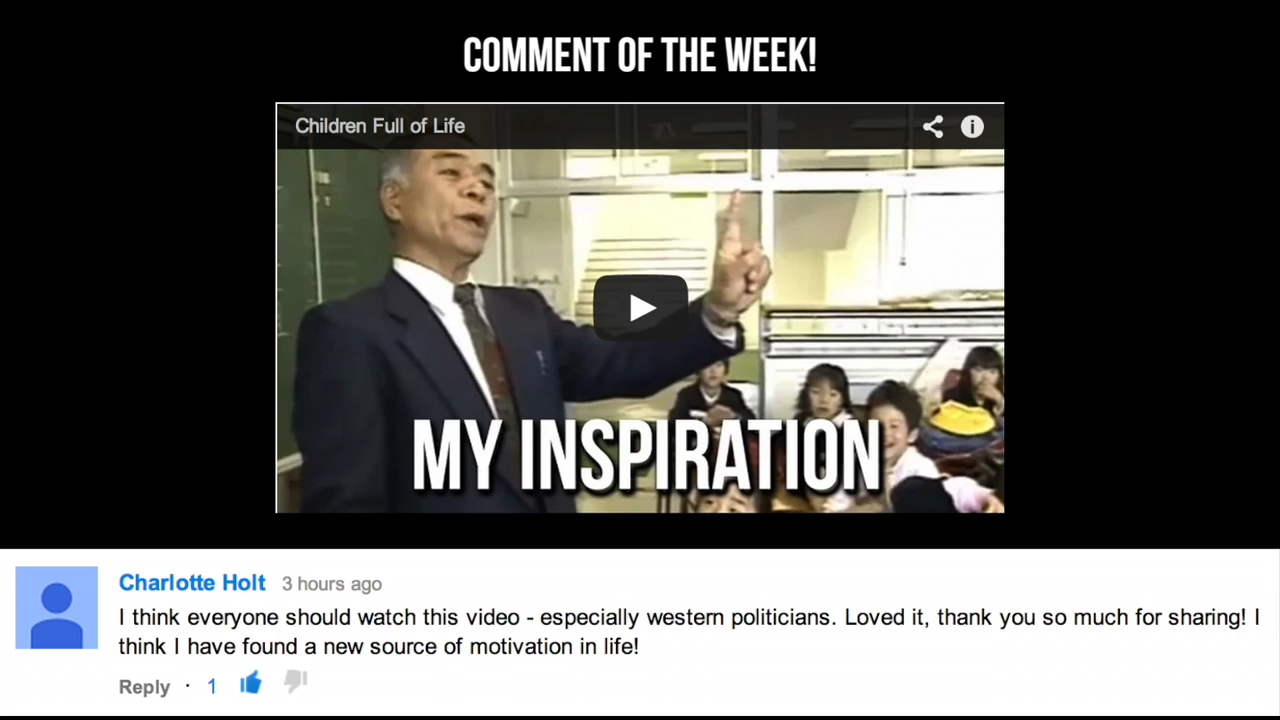 COMMENT OF THE WEEK!
Children Full of Life
MY INSPIRATION
Charlotte Holt 3 hours ago
I think everyone should watch this video - especially western politicians. Loved it, thank you so much for sharing! I
think I have found a new source of motivation in life!
Reply · 1